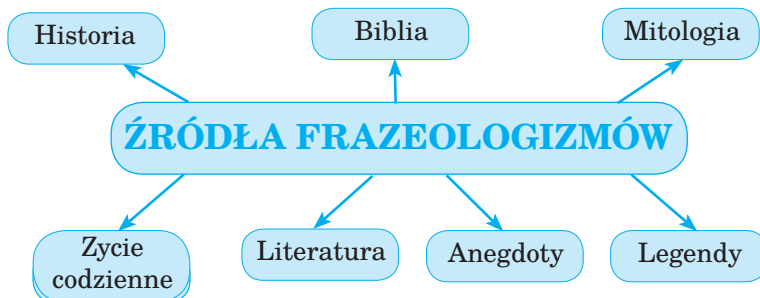 Historia
Biblia
Mitologia
ŹRÓDŁA FRAZEOLOGIZMÓW
Zycie
codzienne
Literatura
Anegdoty
Legendy